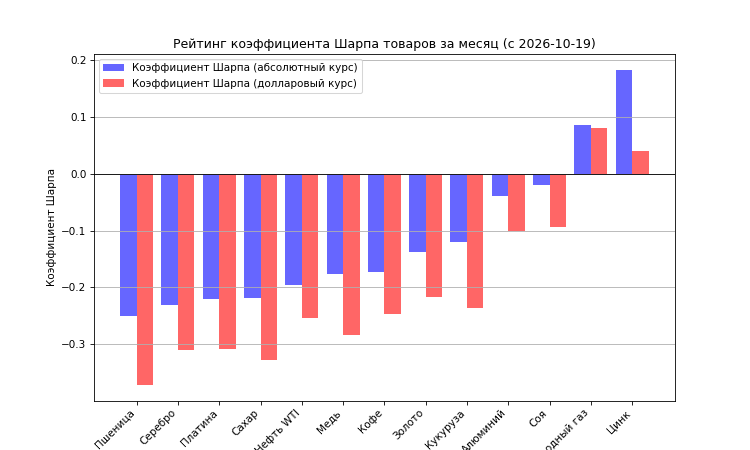 Рейтинг коэффициента Шарпа товаров за месяц (с 2026-10-19)
Коэффициент Шарпа (абсолютный курс)
Коэффициент Шарпа (долларовый курс)
Коэффициент Шарпа
0.2
0.1
0.0
−0.1
−0.2
−0.3
Пшеница
Серебро
Платина
Сахар
Нефть WTI
Медь
Кофе
Золото
Кукуруза
Алюминий
Соя
газ
Цинк